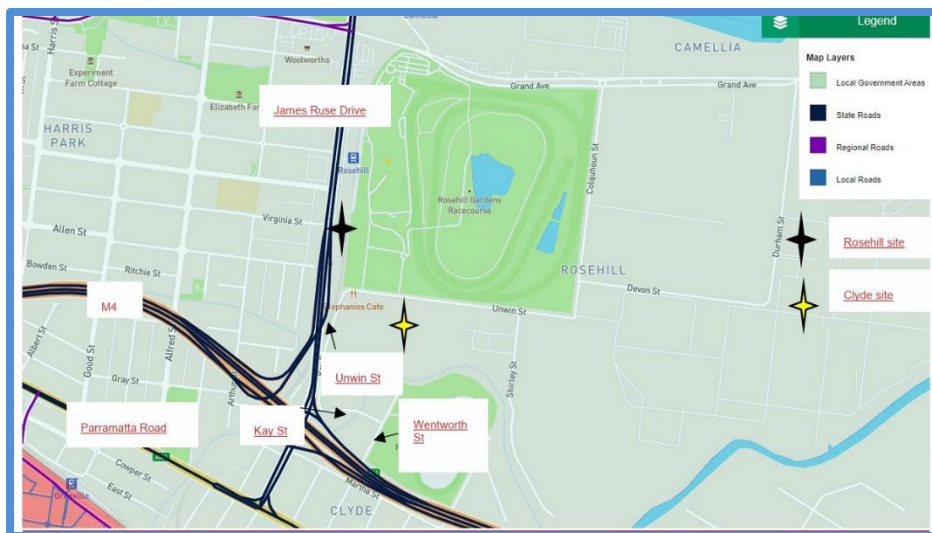 Harris St
Camellia
Legend
CAMELLIA
Woolworths
Map Layers
Experiment
Farm Cottage
Local Government Areas
Grand Ave
Grand Ave
Elizabeth Far
James Ruse Drive
State Roads
HARRIS
PARK
Regional Roads
Rosehill
Local Roads
Colquhoun St
Rosehill Gardens
Racecourse
Virginia St
Durham St
Allen St
Rosehill site
Bowden St
Ritchie St
ROSEHILL
Devon St
Clyde site
M4
Stephanies Cafe
Unwin St
Albert St
Good St
Alfred St
Gray St
Arthur
Unwin St
Shirley St
Parramatta Road
Kay St
Wentworth
St
Cowper St
East St
Martha St
Granville
CLYDE